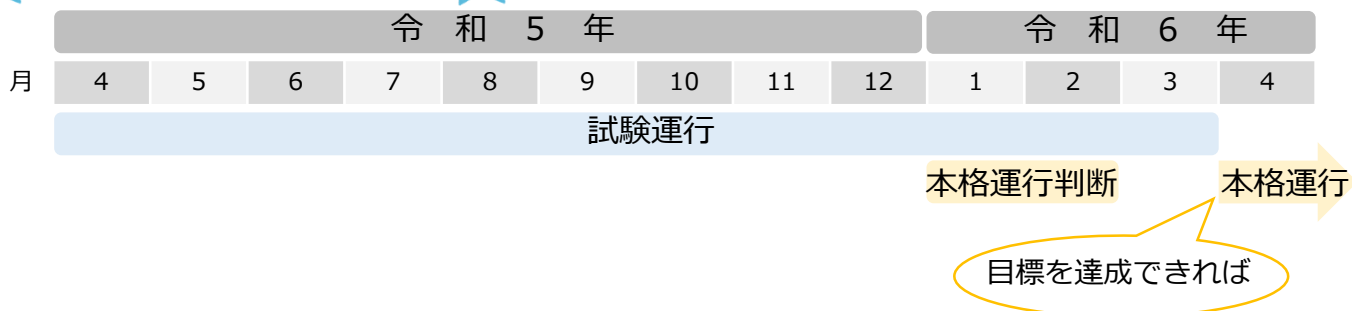 令和5年 令和6年
月 4 5 6 7 8 9 10 11 12 1 2 3 4
試験運行
本格運行判断 本格運行
目標を達成できれば